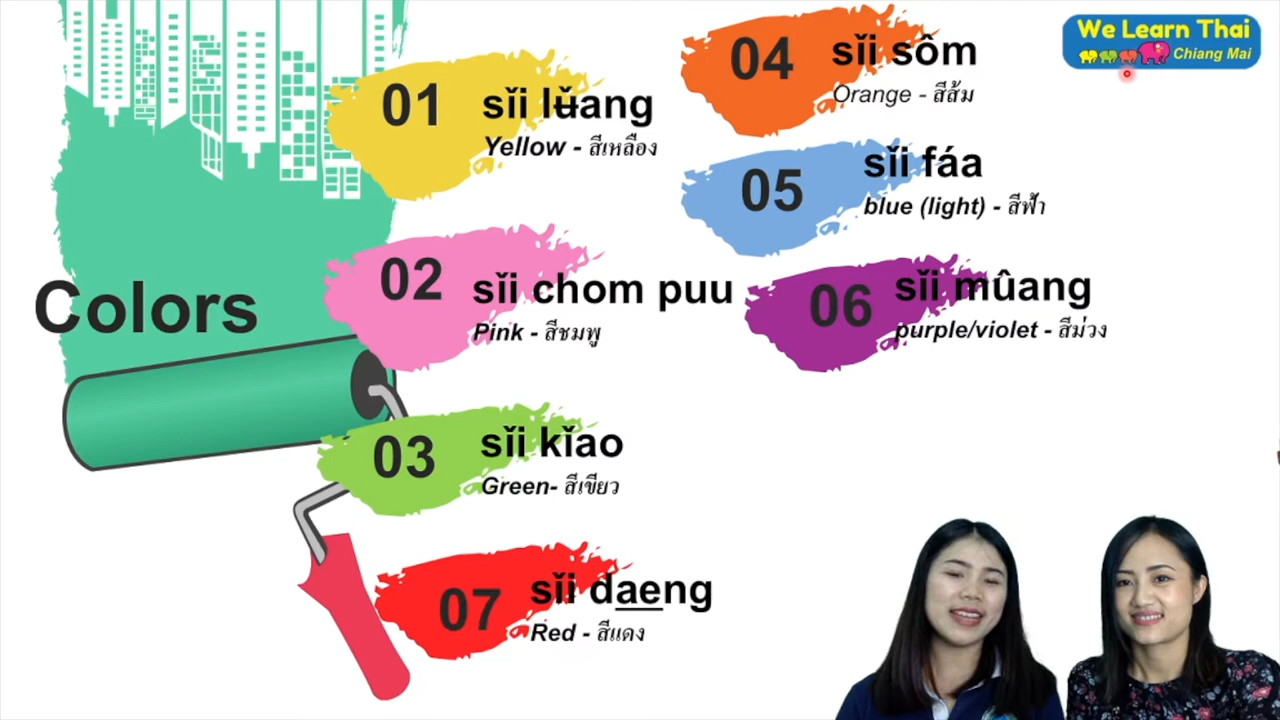 Colors
01
sǐi lʉ̌ang
Yellow - สีเหลือง
02
sǐi chom puu
Pink - สีชมพู
03
sǐi kǐao
Green- สีเขียว
07
sǐi daeng
Red - สีแดง
04
sǐi sôm
Orange - สีส้ม
05
sǐi fáa
blue (light) - สีฟ้า
06
sǐi mûang
purple/violet - สีม่วง
We Learn Thai
Chiang Mai